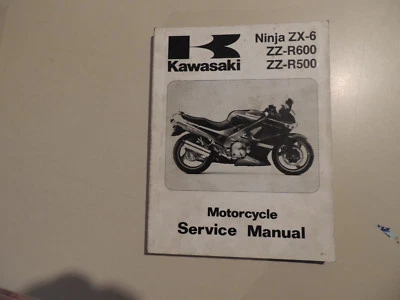 Kawasaki
Ninja ZX-6
ZZ-R600
ZZ-R500
Motorcycle
Service Manual